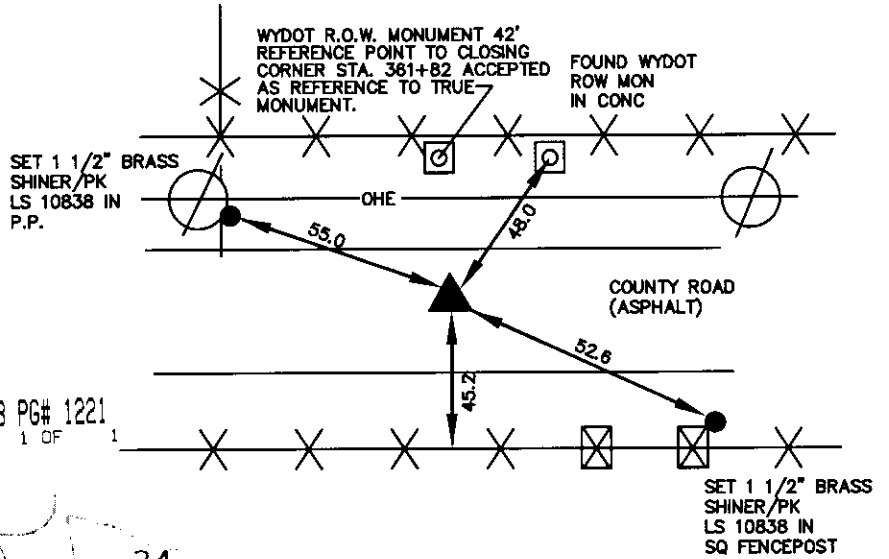 WYDOT R.O.W. MONUMENT 42'
REFERENCE POINT TO CLOSING
CORNER STA. 361+82 ACCEPTED
AS REFERENCE TO TRUE
MONUMENT.
FOUND WYDOT
ROW MON
IN CONC
SET 1 1/2" BRASS
SHINER/PK
LS 10838 IN
P.P.
OHE
48.0
55.0
COUNTY ROAD
(ASPHALT)
52.6
45.2
PG# 1221
1 OF 1
SET 1 1/2" BRASS
SHINER/PK
LS 10838 IN
SQ FENCEPOST